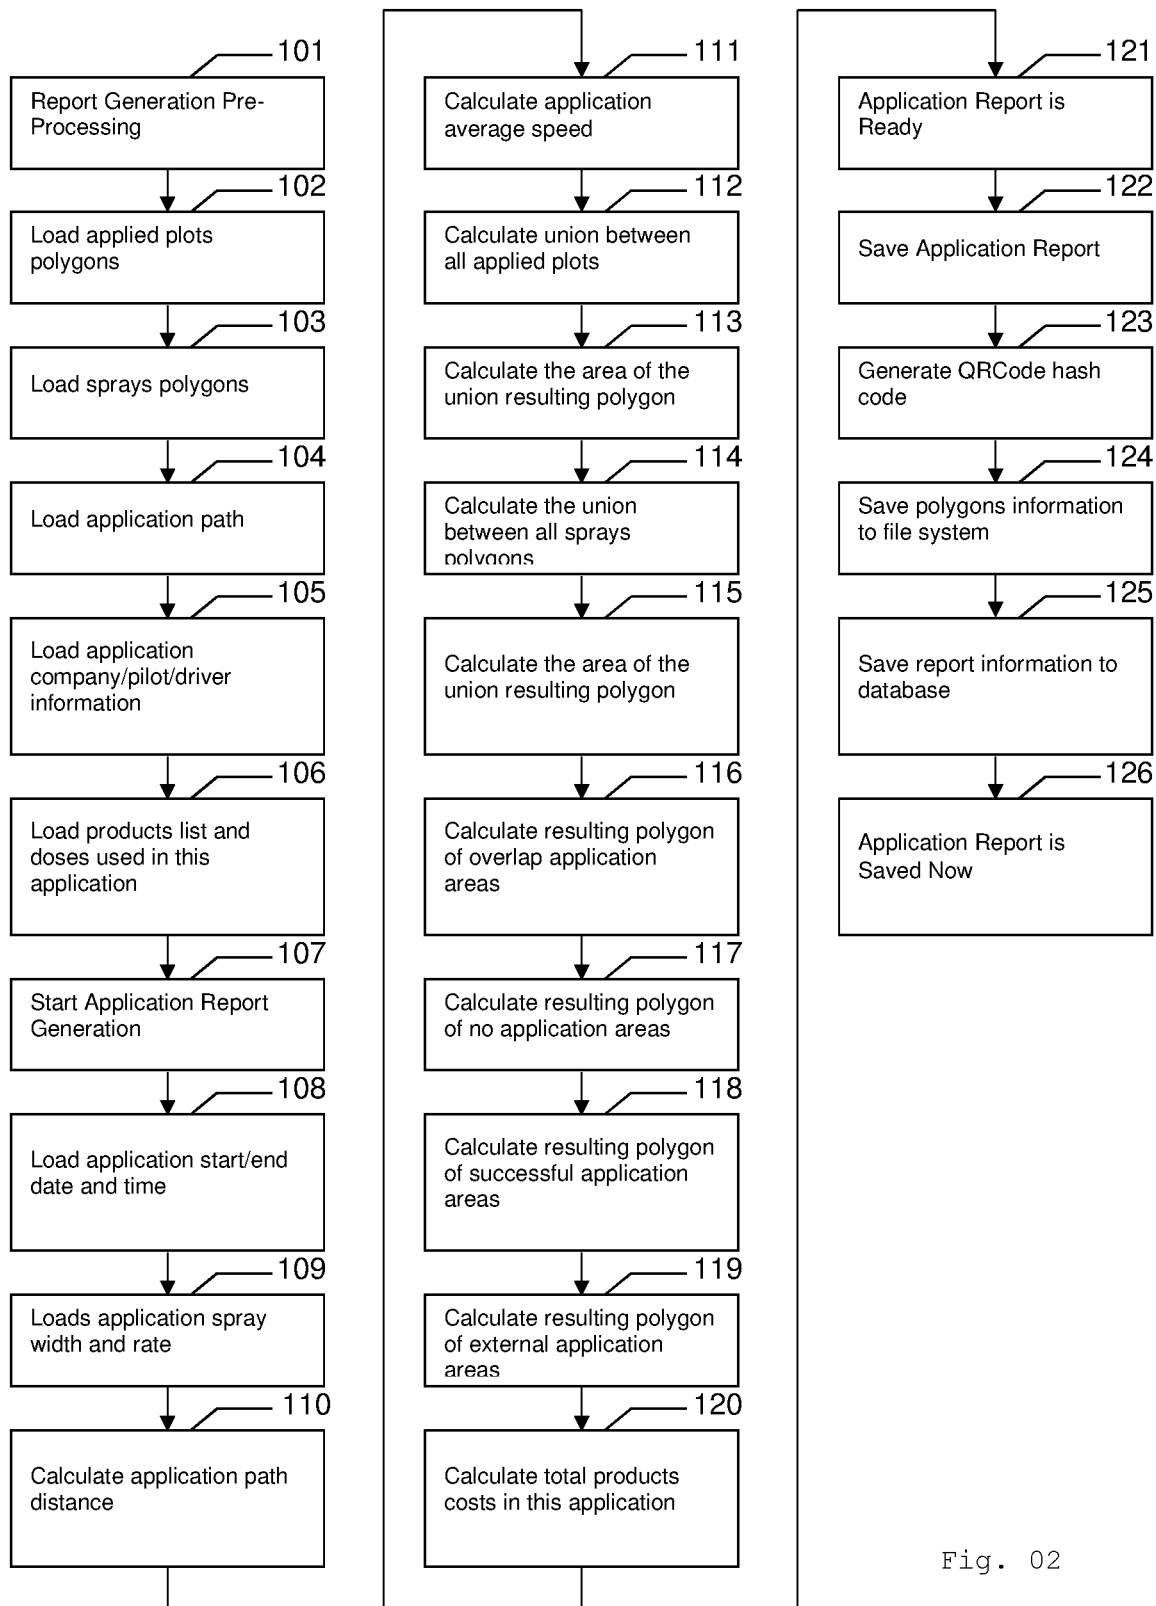 101
Report Generation Pre-
Processing
102
Load applied plots
polygons
103
Load sprays polygons
104
Load application path
105
Load application
company/pilot/driver
information
106
Load products list and
doses used in this
application
107
Start Application Report
Generation
108
Load application start/end
date and time
109
Loads application spray
width and rate
110
Calculate application path
distance
111
Calculate application
average speed
112
Calculate union between
all applied plots
113
Calculate the area of the
union resulting polygon
114
Calculate the union
between all sprays
polygons
115
Calculate the area of the
union resulting polygon
116
Calculate resulting polygon
of overlap application
areas
117
Calculate resulting polygon
of no application areas
118
Calculate resulting polygon
of successful application
areas
119
Calculate resulting polygon
of external application
areas
120
Calculate total products
costs in this application
121
Application Report is
Ready
122
Save Application Report
123
Generate QRCode hash
code
124
Save polygons information
to file system
125
Save report information to
database
126
Application Report is
Saved Now
Fig. 02